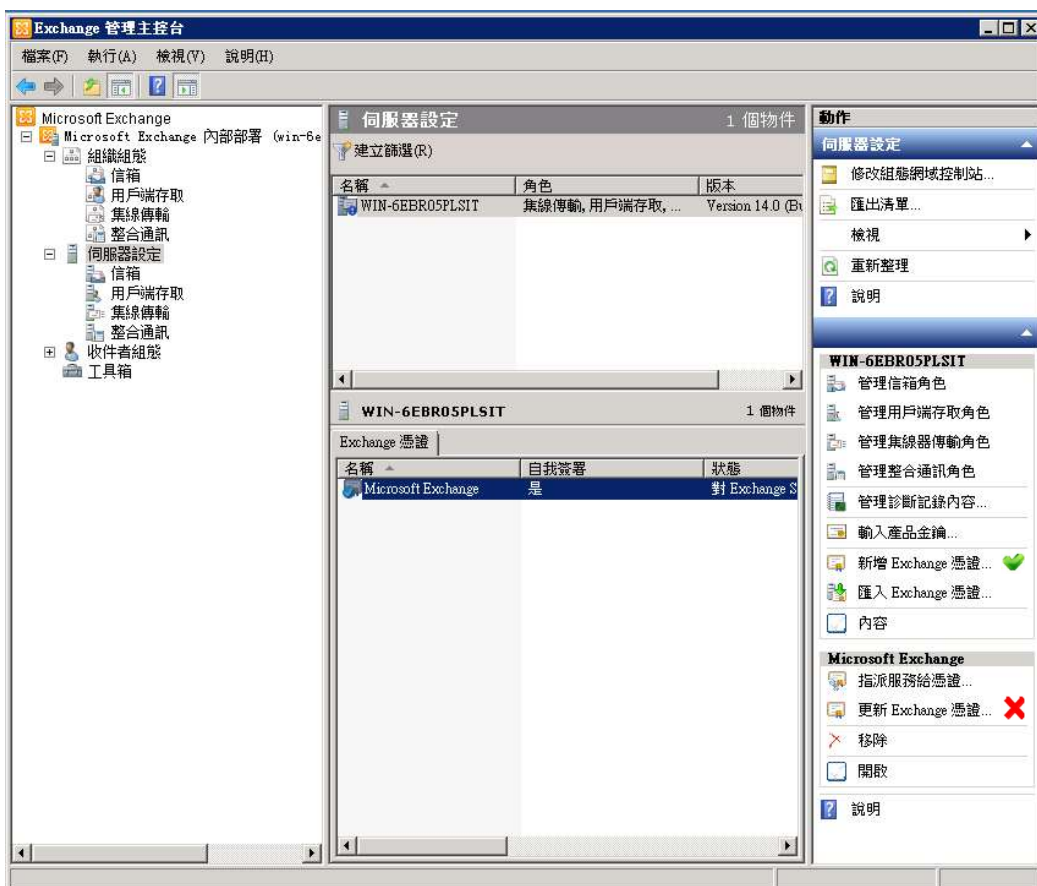 Exchange 管理主控台
檔案(F) 執行(A) 檢視(V) 說明(H)
Microsoft Exchange
Microsoft Exchange 內部部署 (win-6e
組織組態
信箱
用戶端存取
集線傳輸
整合通訊
伺服器設定
信箱
用戶端存取
集線傳輸
整合通訊
收件者組態
工具箱
伺服器設定 1 個物件
建立篩選(R)
名稱 角色 版本
WIN-6EBR05PLSIT 集線傳輸, 用戶端存取, ... Version 14.0 (Bu
WIN-6EBR05PLSIT 1 個物件
Exchange 憑證
名稱 自我簽署 狀態
Microsoft Exchange 是 對 Exchange S
動作
伺服器設定
修改組態網域控制站...
匯出清單...
檢視
重新整理
說明
WIN-6EBR05PLSIT
管理信箱角色
管理用戶端存取角色
管理集線器傳輸角色
管理整合通訊角色
管理診斷記錄內容...
輸入產品金鑰...
新增 Exchange 憑證...
匯入 Exchange 憑證...
內容
Microsoft Exchange
指派服務給憑證...
更新 Exchange 憑證...
移除
開啟
說明